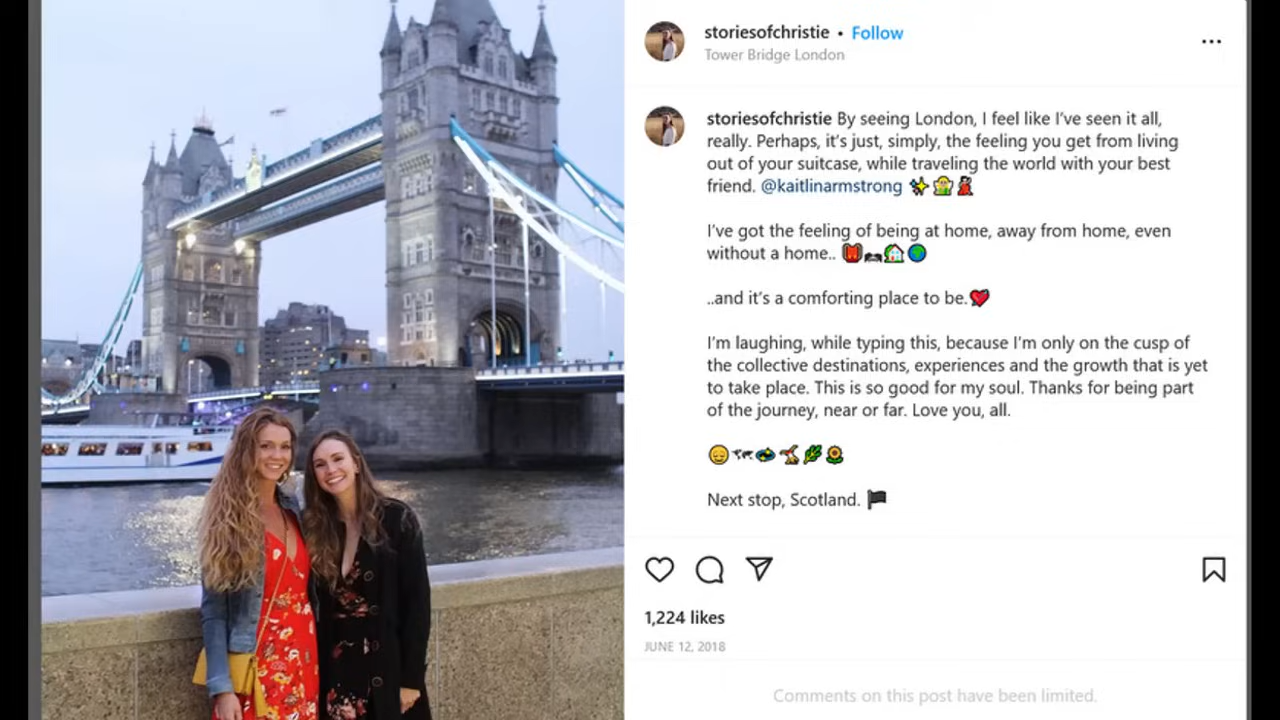 storiesofchristie • Follow
Tower Bridge London
storiesofchristie By seeing London, I feel like I've seen it all,
really. Perhaps, it's just, simply, the feeling you get from living
out of your suitcase, while traveling the world with your best
friend. @kaitlinarmstrong
I've got the feeling of being at home, away from home, even
without a home..
..and it's a comforting place to be.
I'm laughing, while typing this, because I'm only on the cusp of
the collective destinations, experiences and the growth that is yet
to take place. This is so good for my soul. Thanks for being part
of the journey, near or far. Love you, all.
Next stop, Scotland.
1,224 likes
JUNE 12, 2018
Comments on this post have been limited.